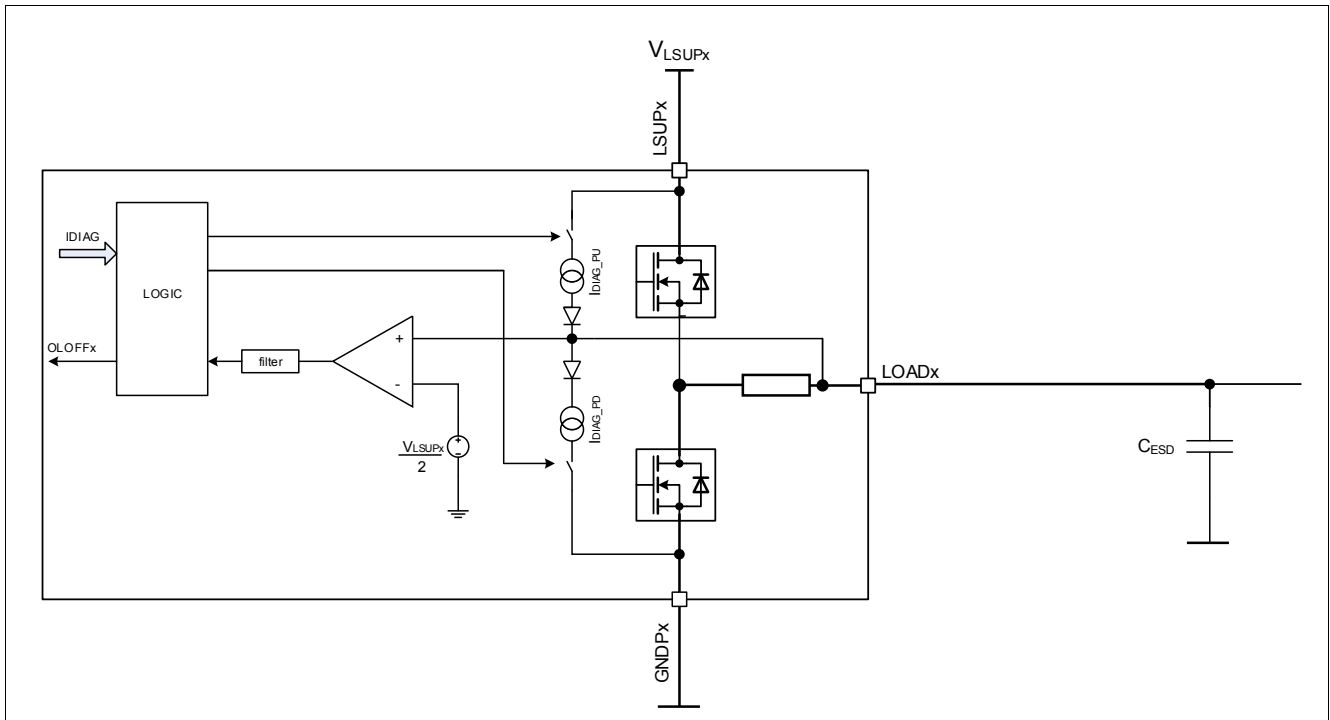 VLSUPx
LSUPx
IDIAG
LOGIC
IDIAG_PU
OLOFFx
filter
+
-
LOADx
IDIAG_PD
VLSUPx
2
+
-
CESD
GNDPx